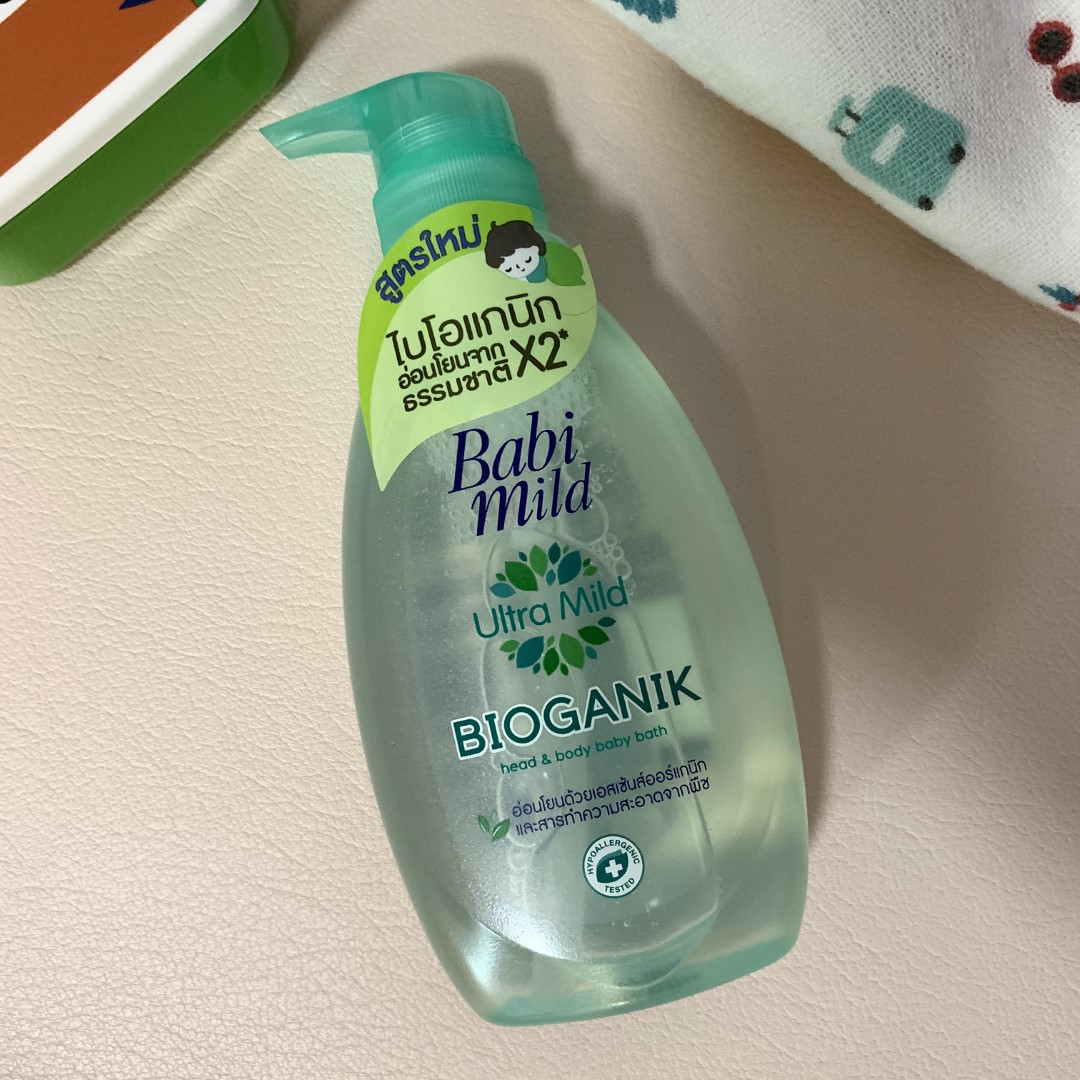 สูตรใหม่
ไบโอแกนิก
อ่อนโยนจาก
ธรรมชาติ X2*
Babi
mild
Ultra Mild
BIOGANIK
head & body baby bath
อ่อนโยนด้วยเอสเซ้นส์ออร์แกนิก
และสารทำความสะอาดจากพืช
HYPOALLERGENIC
TESTED